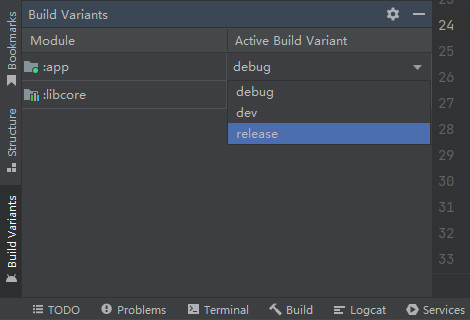 Build Variants
Module Active Build Variant
:app debug
:libcore
debug
dev
release
Bookmarks
Structure
Build Variants
23
24
25
26
27
28
29
30
31
32
33
TODO Problems Terminal Build Logcat Services